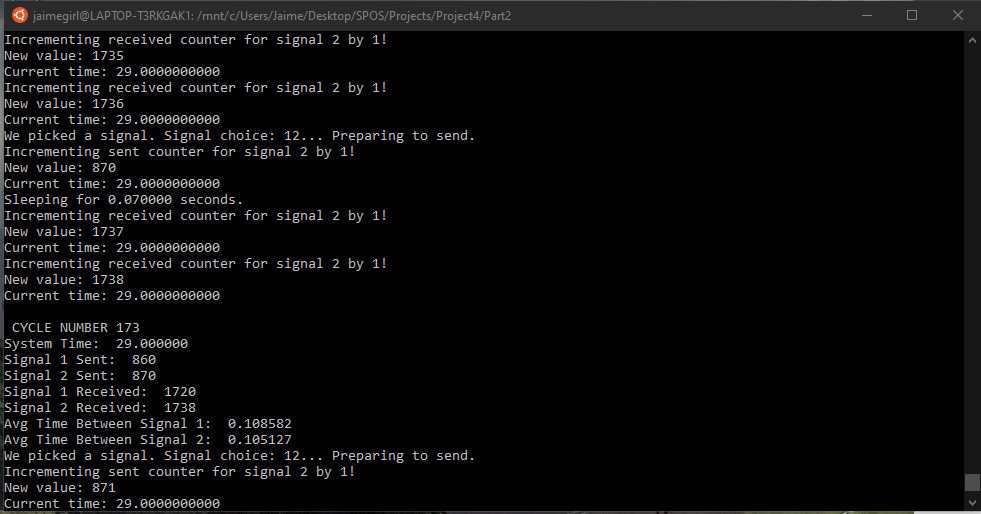 jaimegirl@LAPTOP-T3RKGAK1: /mnt/c/Users/Jaime/Desktop/SPOS/Projects/Project4/Part2
Incrementing received counter for signal 2 by 1!
New value: 1735
Current time: 29.0000000000
Incrementing received counter for signal 2 by 1!
New value: 1736
Current time: 29.0000000000
We picked a signal. Signal choice: 12... Preparing to send.
Incrementing sent counter for signal 2 by 1!
New value: 870
Current time: 29.0000000000
Sleeping for 0.070000 seconds.
Incrementing received counter for signal 2 by 1!
New value: 1737
Current time: 29.0000000000
Incrementing received counter for signal 2 by 1!
New value: 1738
Current time: 29.0000000000
CYCLE NUMBER 173
System Time:  29.000000
Signal 1 Sent:  860
Signal 2 Sent:  870
Signal 1 Received:  1720
Signal 2 Received:  1738
Avg Time Between Signal 1:  0.108582
Avg Time Between Signal 2:  0.105127
We picked a signal. Signal choice: 12... Preparing to send.
Incrementing sent counter for signal 2 by 1!
New value: 871
Current time: 29.0000000000